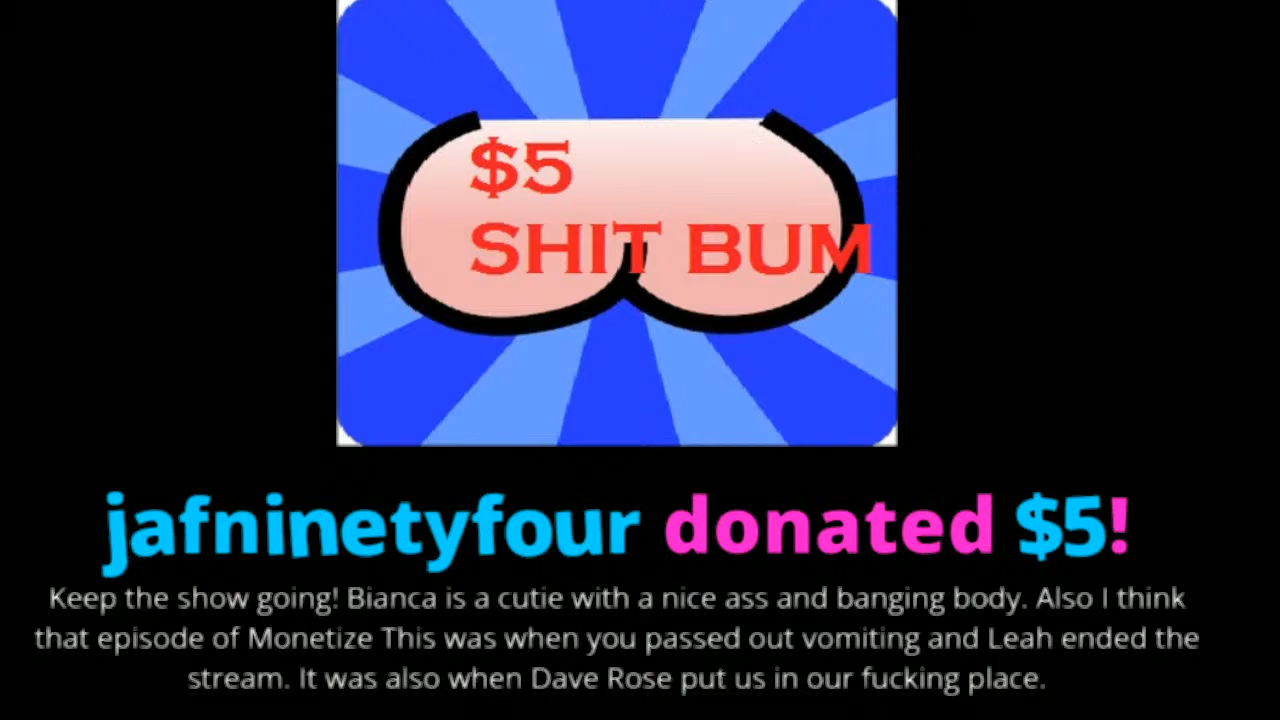 $5
SHIT BUM
jafninetyfour donated $5!
Keep the show going! Bianca is a cutie with a nice ass and banging body. Also I think
that episode of Monetize This was when you passed out vomiting and Leah ended the
stream. It was also when Dave Rose put us in our fucking place.